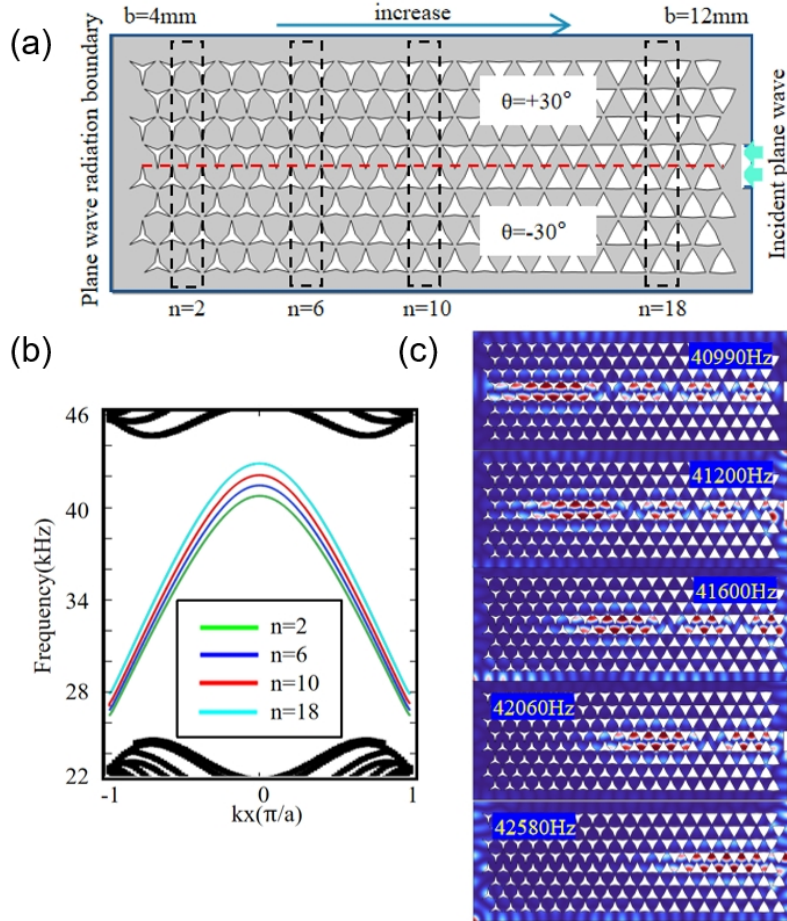 (a)
b=4mm increase b=12mm
Plane wave radiation boundary
θ=+30°
θ=-30°
Incident plane wave
n=2 n=6 n=10 n=18
(b)
Frequency(kHz)
46
40
34
28
22
n=2
n=6
n=10
n=18
-1 0 1
kx(π/a)
(c)
40990Hz
41200Hz
41600Hz
42060Hz
42580Hz